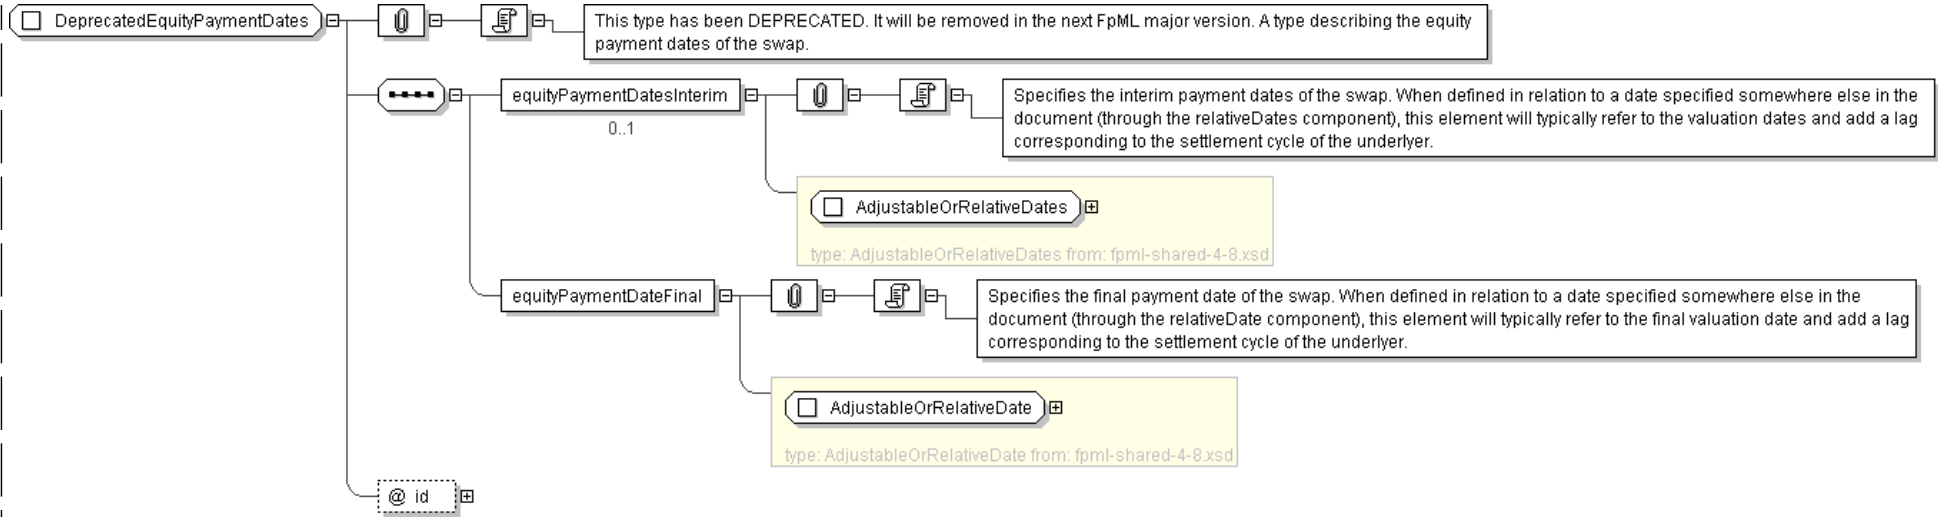 DeprecatedEquityPaymentDates
This type has been DEPRECATED. It will be removed in the next FpML major version. A type describing the equity
payment dates of the swap.
equityPaymentDatesInterim
0..1
Specifies the interim payment dates of the swap. When defined in relation to a date specified somewhere else in the
document (through the relativeDates component), this element will typically refer to the valuation dates and add a lag
corresponding to the settlement cycle of the underlyer.
AdjustableOrRelativeDates
type: AdjustableOrRelativeDates from: fpml-shared-4-8.xsd
equityPaymentDateFinal
Specifies the final payment date of the swap. When defined in relation to a date specified somewhere else in the
document (through the relativeDate component), this element will typically refer to the final valuation date and add a lag
corresponding to the settlement cycle of the underlyer.
AdjustableOrRelativeDate
type: AdjustableOrRelativeDate from: fpml-shared-4-8.xsd
@ id